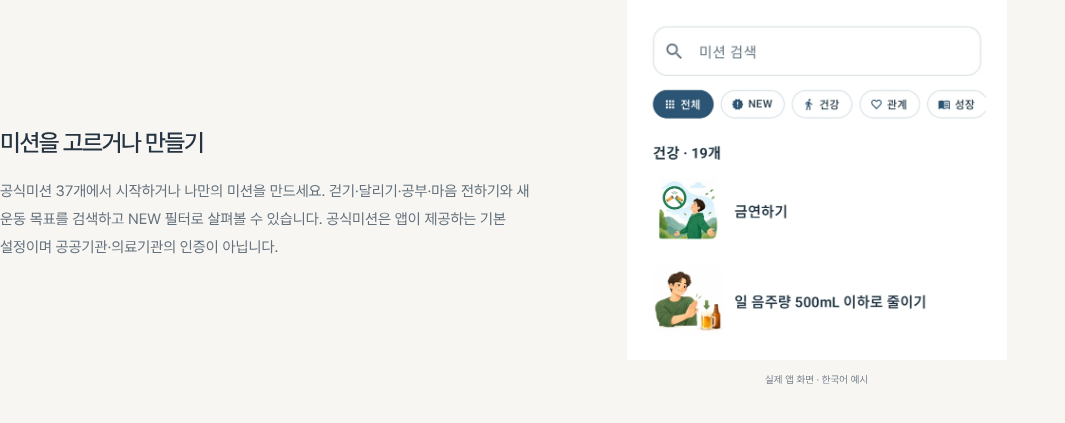 미션을 고르거나 만들기
공식미션 37개에서 시작하거나 나만의 미션을 만드세요. 걷기·달리기·공부·마음 전하기와 새
운동 목표를 검색하고 NEW 필터로 살펴볼 수 있습니다. 공식미션은 앱이 제공하는 기본
설정이며 공공기관·의료기관의 인증이 아닙니다.
미션 검색
전체 NEW 건강 관계 성장
건강 · 19개
금연하기
일 음주량 500mL 이하로 줄이기
실제 앱 화면 · 한국어 예시